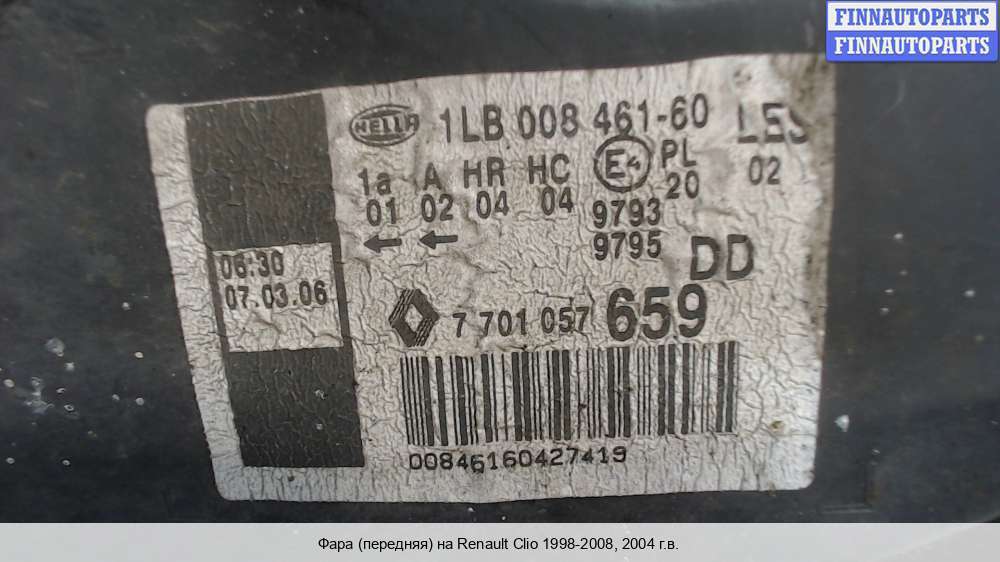 FINNAUTOPARTS
FINNAUTOPARTS
HELLA 1LB 008 461-60 LES
1a A HR HC E4 PL 02
01 02 04 04 20
9793
← ← 9795 DD
06:30
07.03.06
7 701 057 659
00846160427419
Фара (передняя) на Renault Clio 1998-2008, 2004 г.в.